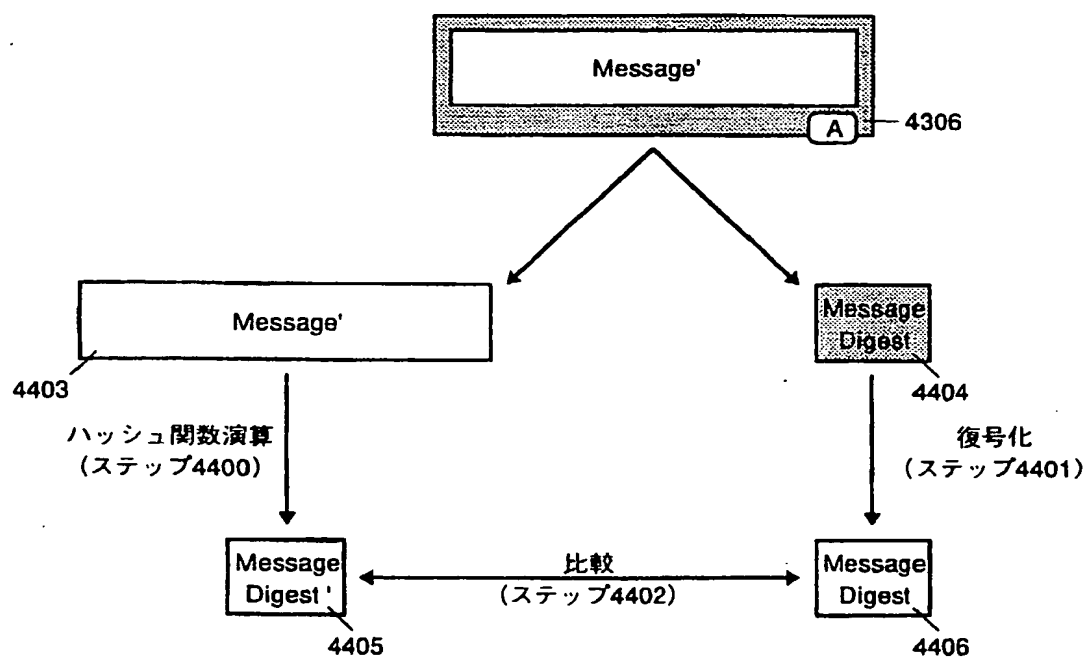 Message'
A
4306
Message'
4403
Message
Digest
4404
ハッシュ関数演算
(ステップ4400)
復号化
(ステップ4401)
Message
Digest'
4405
比較
(ステップ4402)
Message
Digest
4406